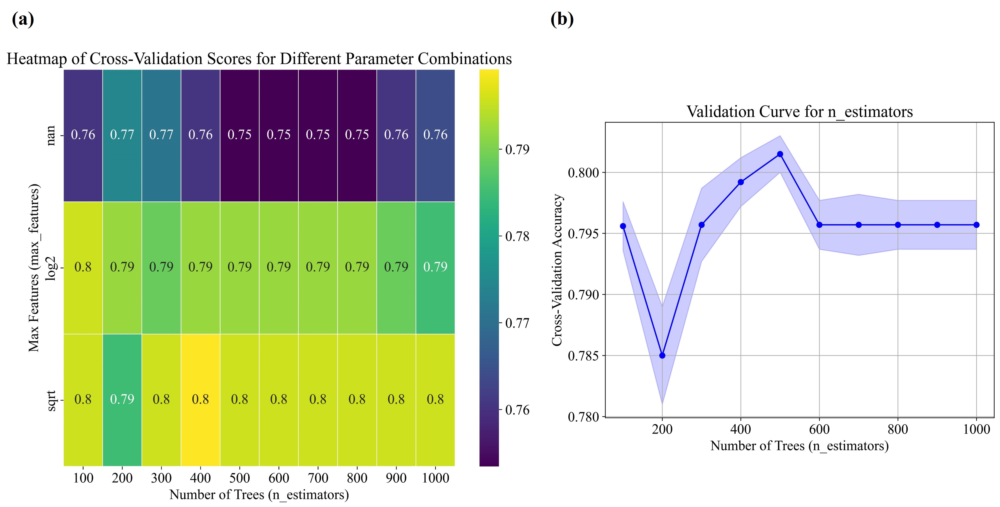 (a)
Heatmap of Cross-Validation Scores for Different Parameter Combinations
Max Features (max_features)
nan
0.76 0.77 0.77 0.76 0.75 0.75 0.75 0.75 0.76 0.76
log2
0.8 0.79 0.79 0.79 0.79 0.79 0.79 0.79 0.79 0.79
sqrt
0.8 0.79 0.8 0.8 0.8 0.8 0.8 0.8 0.8 0.8
100 200 300 400 500 600 700 800 900 1000
Number of Trees (n_estimators)
0.79
0.78
0.77
0.76
(b)
Validation Curve for n_estimators
Cross-Validation Accuracy
0.800
0.795
0.790
0.785
0.780
200 400 600 800 1000
Number of Trees (n_estimators)